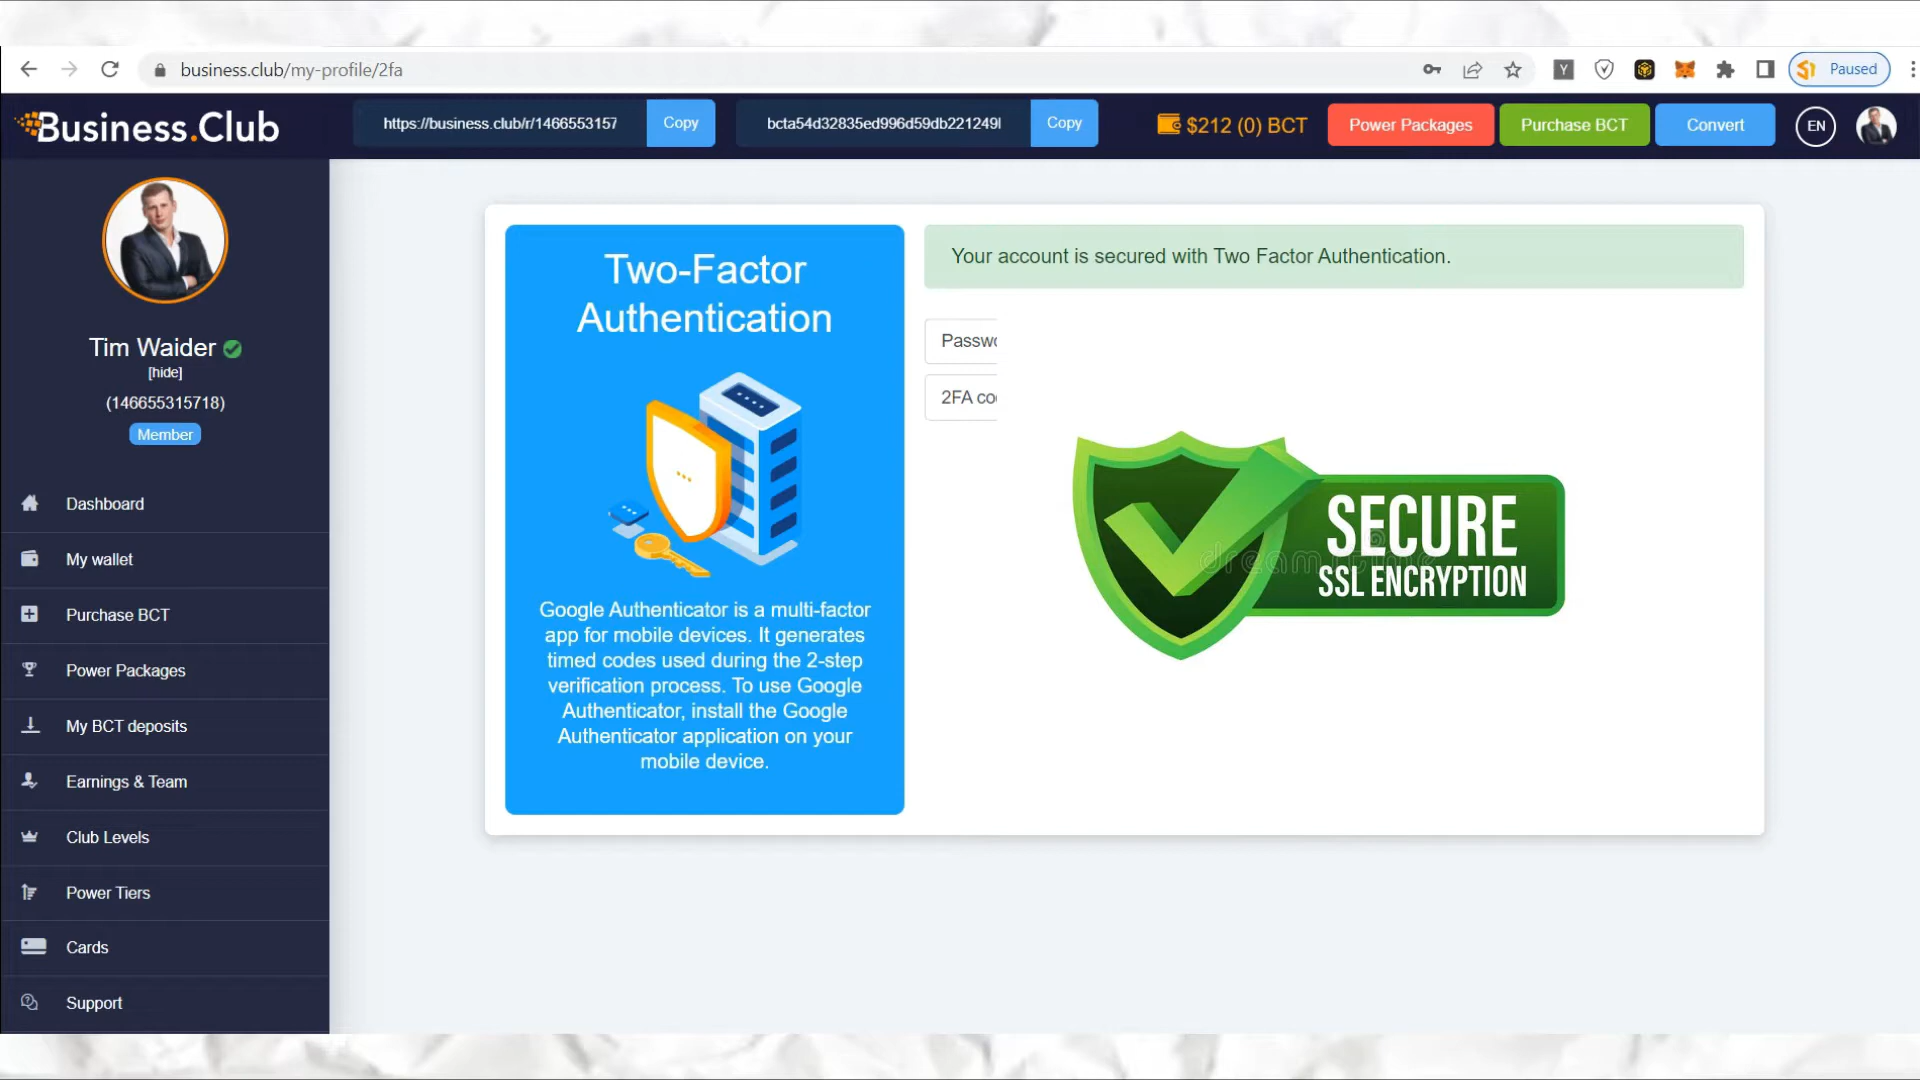 business.club/my-profile/2fa
Paused
Business.Club
https://business.club/r/1466553157
Copy
bcta54d32835ed996d59db221249l
Copy
$212 (0) BCT
Power Packages
Purchase BCT
Convert
EN
Tim Waider
[hide]
(146655315718)
Member
Dashboard
My wallet
Purchase BCT
Power Packages
My BCT deposits
Earnings & Team
Club Levels
Power Tiers
Cards
Support
Two-Factor
Authentication
Google Authenticator is a multi-factor
app for mobile devices. It generates
timed codes used during the 2-step
verification process. To use Google
Authenticator, install the Google
Authenticator application on your
mobile device.
Your account is secured with Two Factor Authentication.
Passwo
2FA co
SECURE
SSL ENCRYPTION
dreamstime